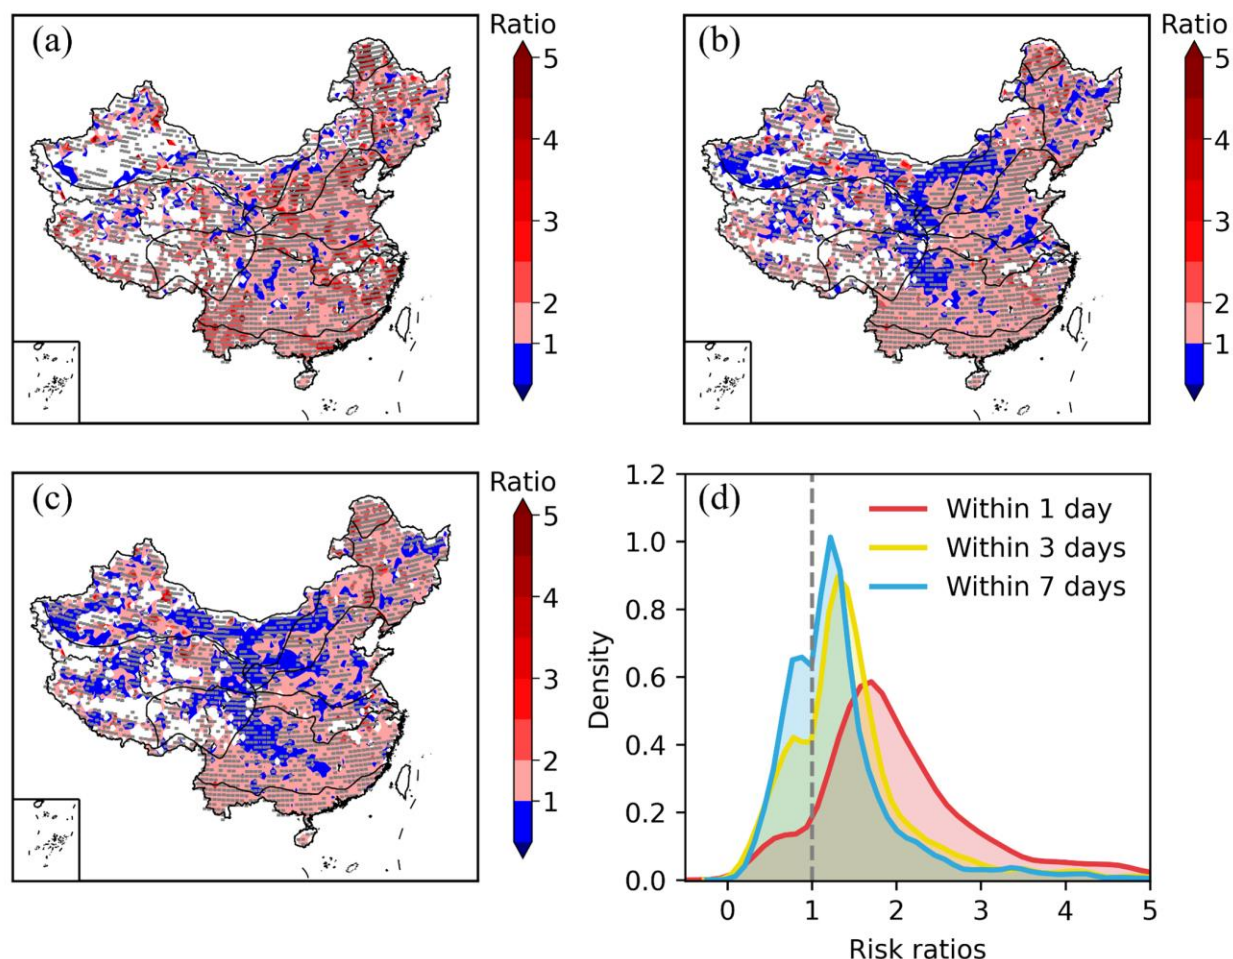 (a)
Ratio
5
4
3
2
1
(b)
Ratio
5
4
3
2
1
(c)
Ratio
5
4
3
2
1
(d)
Within 1 day
Within 3 days
Within 7 days
Density
1.2
1.0
0.8
0.6
0.4
0.2
0.0
0 1 2 3 4 5
Risk ratios